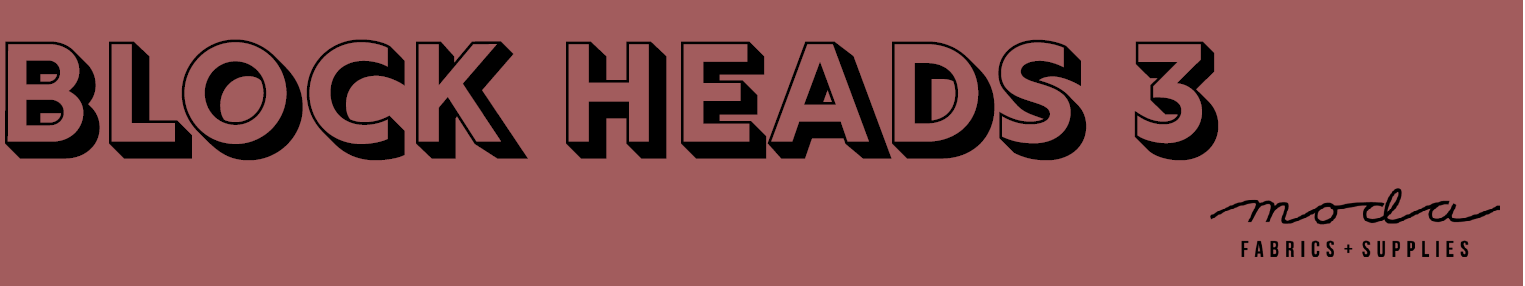 BLOCK HEADS 3
moda
FABRICS + SUPPLIES